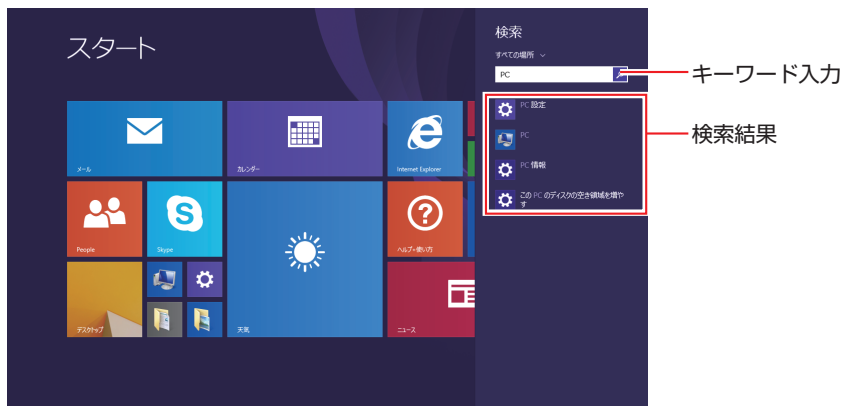 スタート
メール
カレンダー
Internet Explorer
People
Skype
ヘルプ+使い方
デスクトップ
天気
ニュース
検索
すべての場所
PC
PC 設定
PC
PC 情報
この PC のディスクの空き領域を増や
す
キーワード入力
検索結果